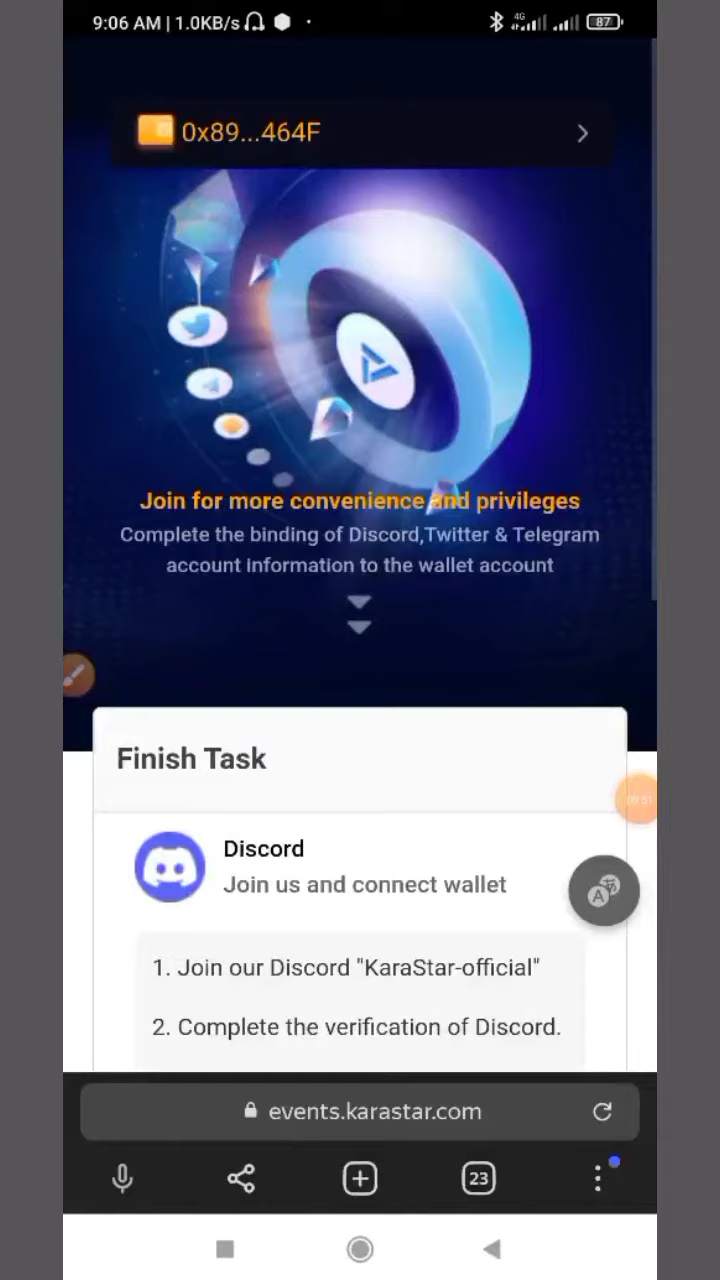 9:06 AM | 1.0KB/s
4G
87
0x89...464F
Join for more convenience and privileges
Complete the binding of Discord,Twitter & Telegram
account information to the wallet account
Finish Task
Discord
Join us and connect wallet
1. Join our Discord "KaraStar-official"
2. Complete the verification of Discord.
events.karastar.com
23